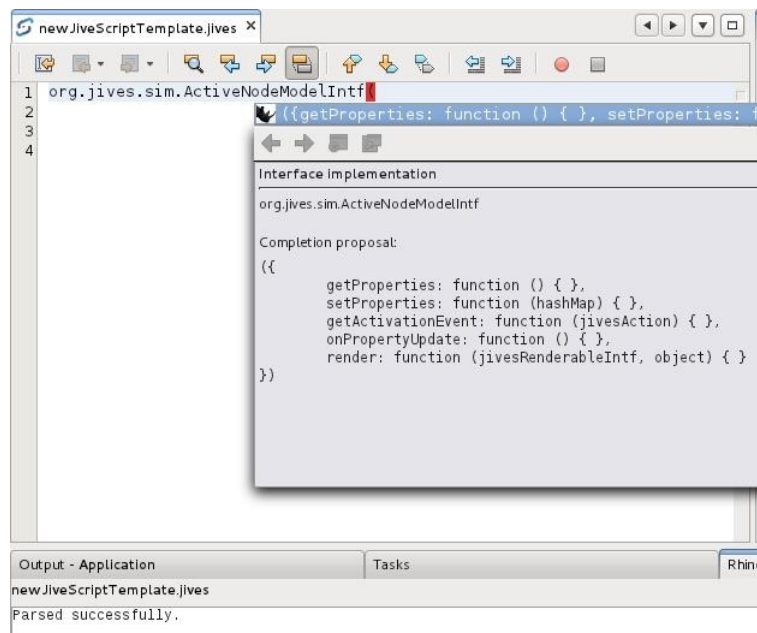 newJiveScriptTemplate.jives
1 org.jives.sim.ActiveNodeModelIntf(
2 ({getProperties: function () { }, setProperties:
3
4
Interface implementation
org.jives.sim.ActiveNodeModelIntf
Completion proposal:
({
getProperties: function () { },
setProperties: function (hashMap) { },
getActivationEvent: function (jivesAction) { },
onPropertyUpdate: function () { },
render: function (jivesRenderableIntf, object) { }
})
Output - Application Tasks Rhin
newJiveScriptTemplate.jives
Parsed successfully.